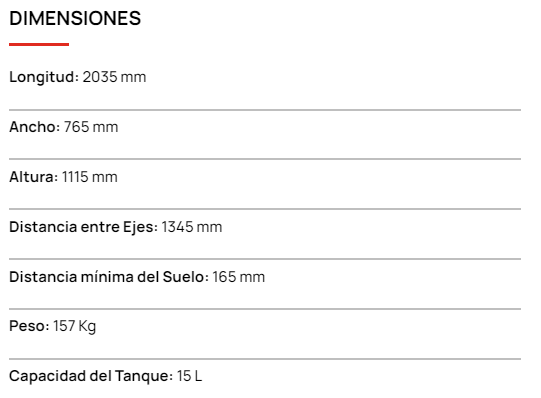 DIMENSIONES
Longitud: 2035 mm
Ancho: 765 mm
Altura: 1115 mm
Distancia entre Ejes: 1345 mm
Distancia mínima del Suelo: 165 mm
Peso: 157 Kg
Capacidad del Tanque: 15 L